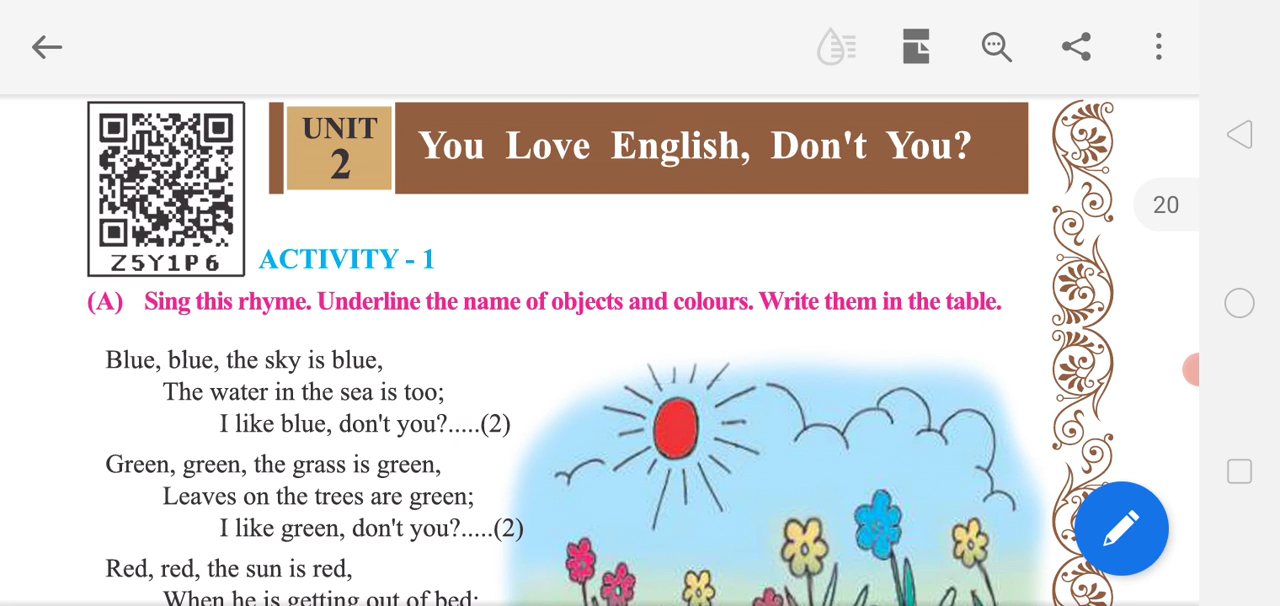 UNIT
2
You Love English, Don't You?
20
Z5Y1P6
ACTIVITY - 1
(A) Sing this rhyme. Underline the name of objects and colours. Write them in the table.
Blue, blue, the sky is blue,
The water in the sea is too;
I like blue, don't you?.....(2)
Green, green, the grass is green,
Leaves on the trees are green;
I like green, don't you?.....(2)
Red, red, the sun is red,
When he is getting out of bed;